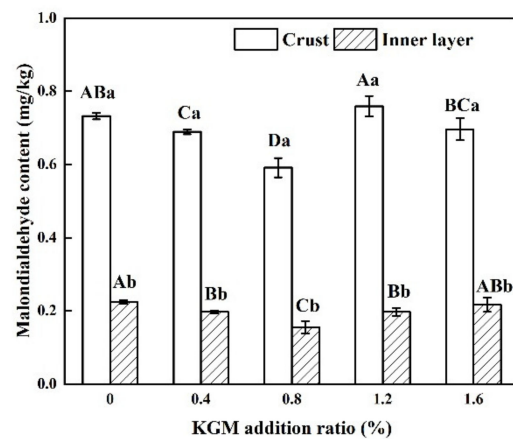 Crust Inner layer
Malondialdehyde content (mg/kg)
1.0
0.8
0.6
0.4
0.2
0.0
ABa
Ca
Da
Aa
BCa
Ab
Bb
Cb
Bb
ABb
0 0.4 0.8 1.2 1.6
KGM addition ratio (%)